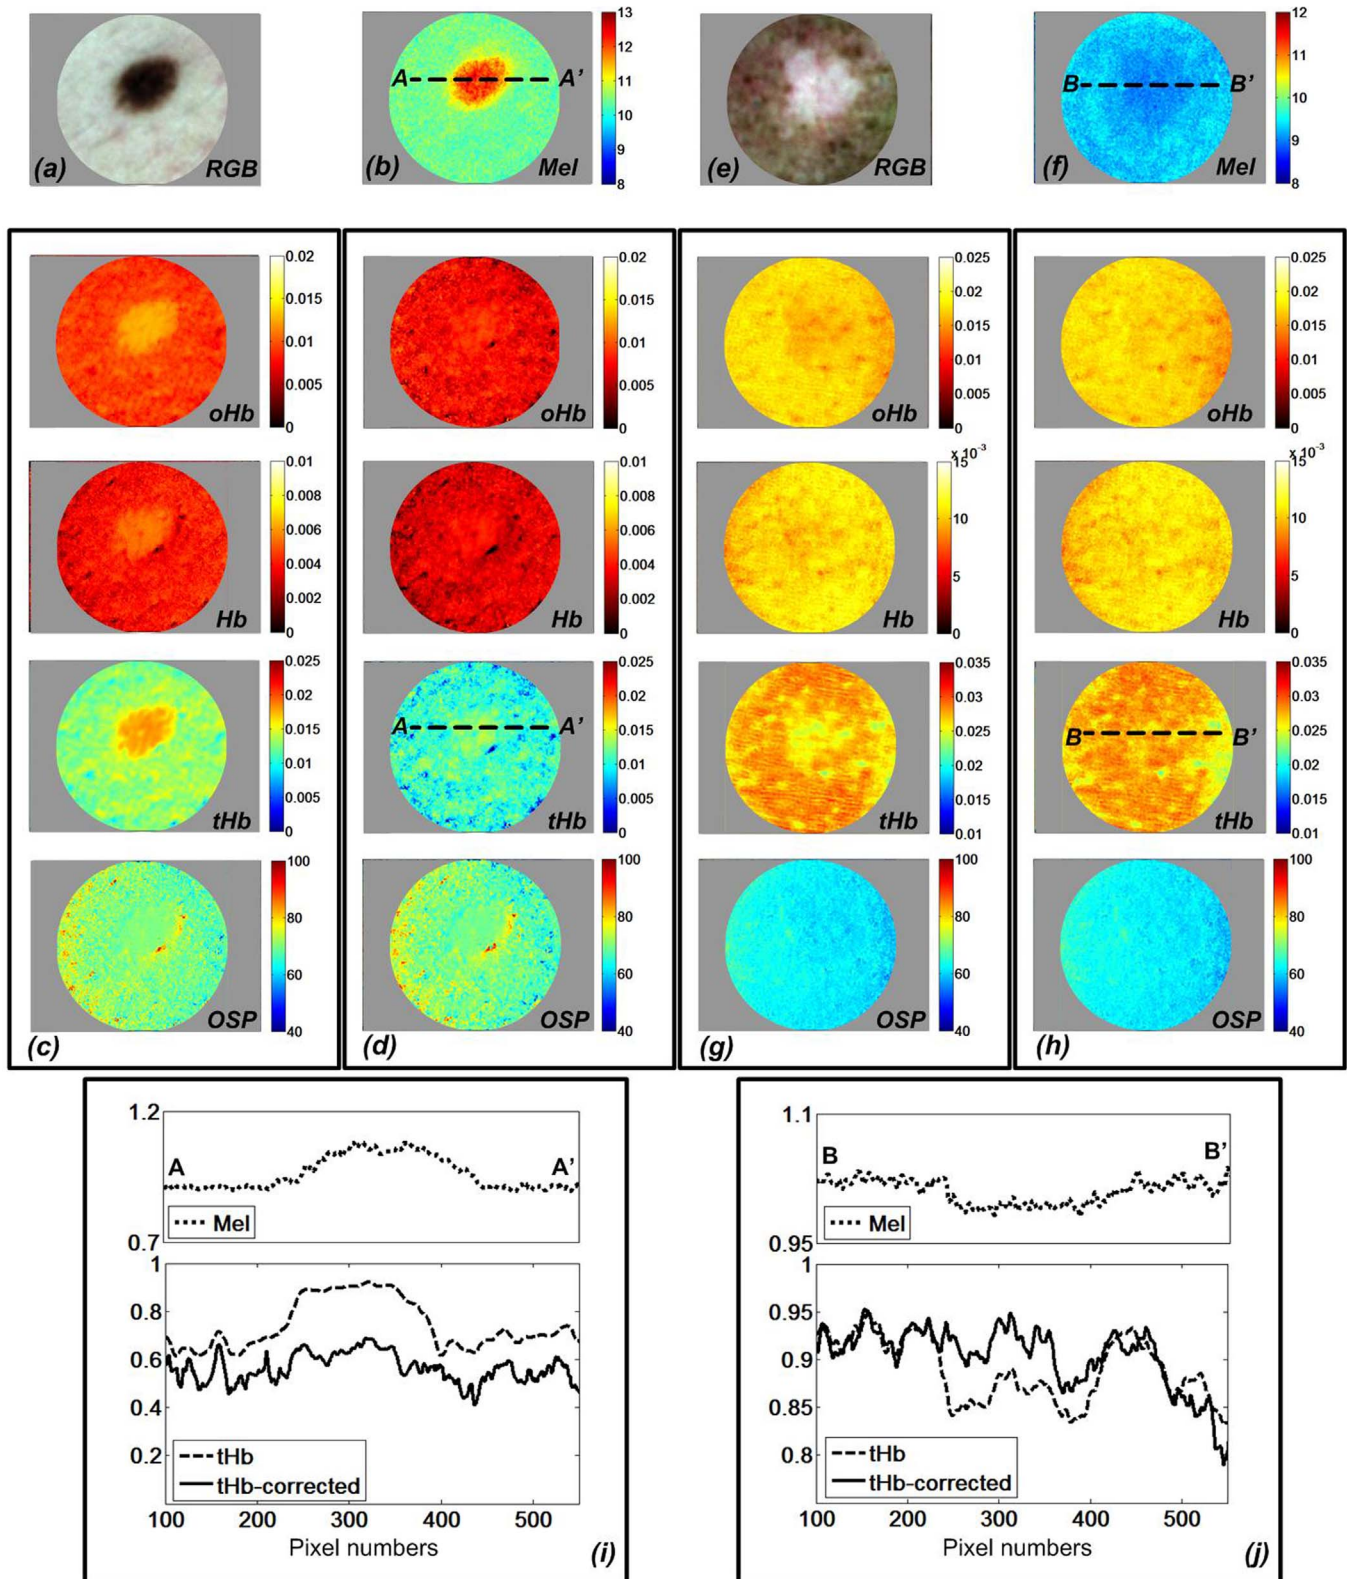 (a) RGB
A A'
(b) Mel
13
12
11
10
9
8
(e) RGB
B B'
(f) Mel
12
11
10
9
8
oHb
0.02
0.015
0.01
0.005
0
Hb
0.01
0.008
0.006
0.004
0.002
0
tHb
0.025
0.02
0.015
0.01
0.005
0
OSP
100
80
60
40
(c)
oHb
0.02
0.015
0.01
0.005
0
Hb
0.01
0.008
0.006
0.004
0.002
0
A A'
tHb
0.025
0.02
0.015
0.01
0.005
0
OSP
100
80
60
40
(d)
oHb
0.025
0.02
0.015
0.01
0.005
0
Hb
x 10⁻³
15
10
5
0
tHb
0.035
0.03
0.025
0.02
0.015
0.01
OSP
100
80
60
40
(g)
oHb
0.025
0.02
0.015
0.01
0.005
0
Hb
x 10⁻³
15
10
5
0
B B'
tHb
0.035
0.03
0.025
0.02
0.015
0.01
OSP
100
80
60
40
(h)
1.2
A A'
Mel
0.7
1
0.8
0.6
0.4
0.2
tHb
tHb-corrected
100 200 300 400 500
Pixel numbers
(i)
1.1
B B'
Mel
0.95
1
0.95
0.9
0.85
0.8
tHb
tHb-corrected
100 200 300 400 500
Pixel numbers
(j)